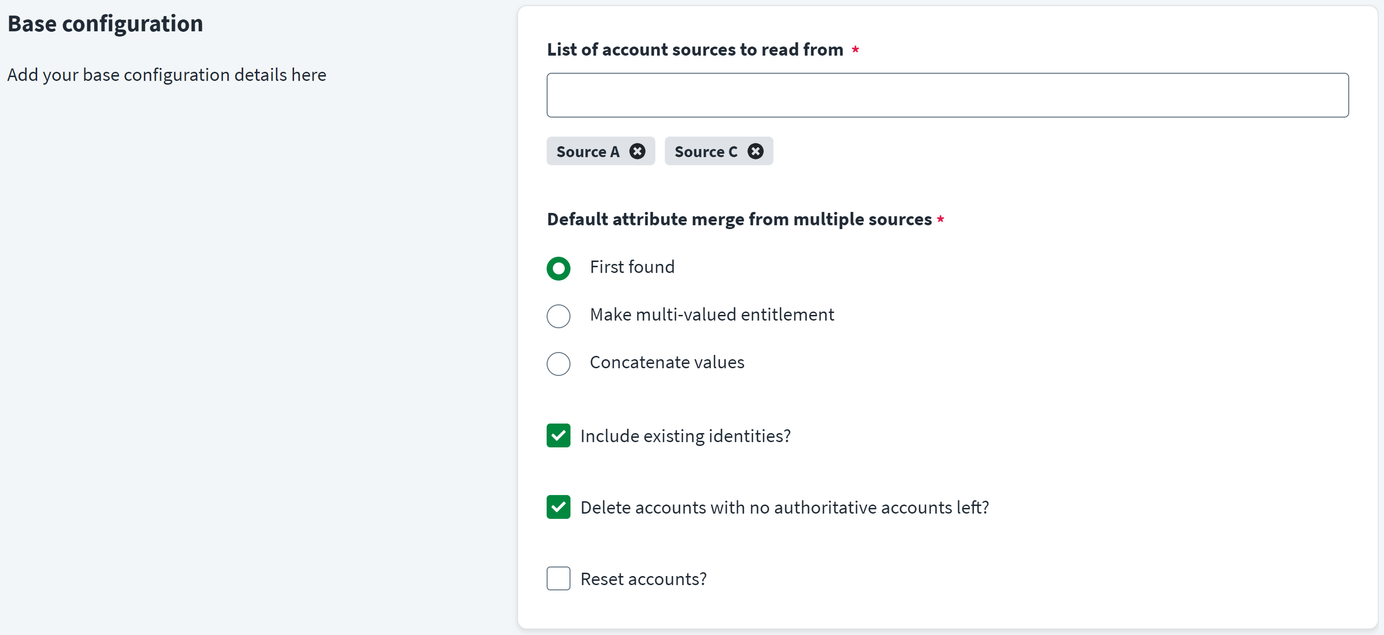 Base configuration
Add your base configuration details here
List of account sources to read from *
Source A
Source C
Default attribute merge from multiple sources *
First found
Make multi-valued entitlement
Concatenate values
Include existing identities?
Delete accounts with no authoritative accounts left?
Reset accounts?